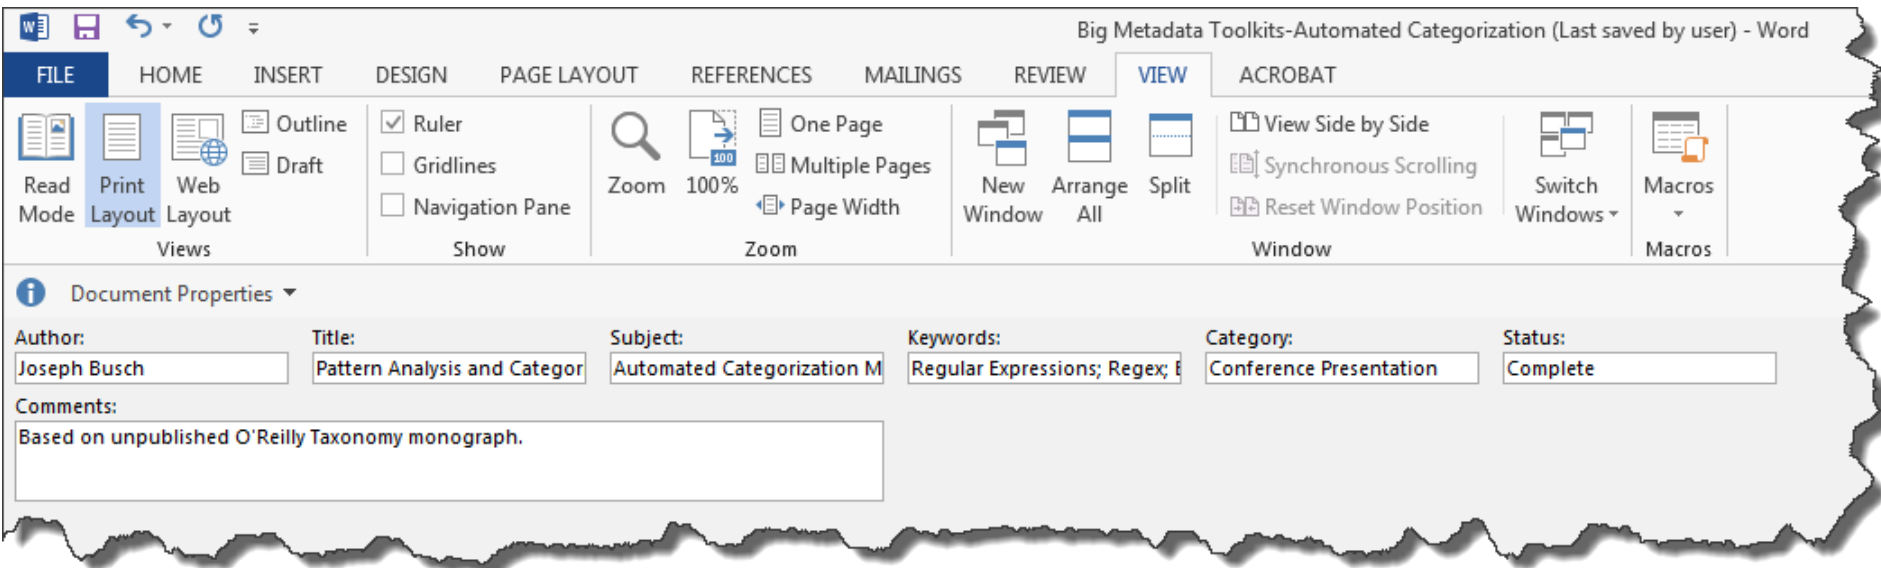 Big Metadata Toolkits-Automated Categorization (Last saved by user) - Word
FILE HOME INSERT DESIGN PAGE LAYOUT REFERENCES MAILINGS REVIEW VIEW ACROBAT
Read Mode
Print Layout
Web Layout
Outline
Draft
Views
Ruler
Gridlines
Navigation Pane
Show
Zoom
100
100%
One Page
Multiple Pages
Page Width
Zoom
New Window
Arrange All
Split
View Side by Side
Synchronous Scrolling
Reset Window Position
Switch Windows
Window
Macros
Macros
Document Properties
Author: Title: Subject: Keywords: Category: Status:
Joseph Busch Pattern Analysis and Categor Automated Categorization M Regular Expressions; Regex; Conference Presentation Complete
Comments:
Based on unpublished O'Reilly Taxonomy monograph.